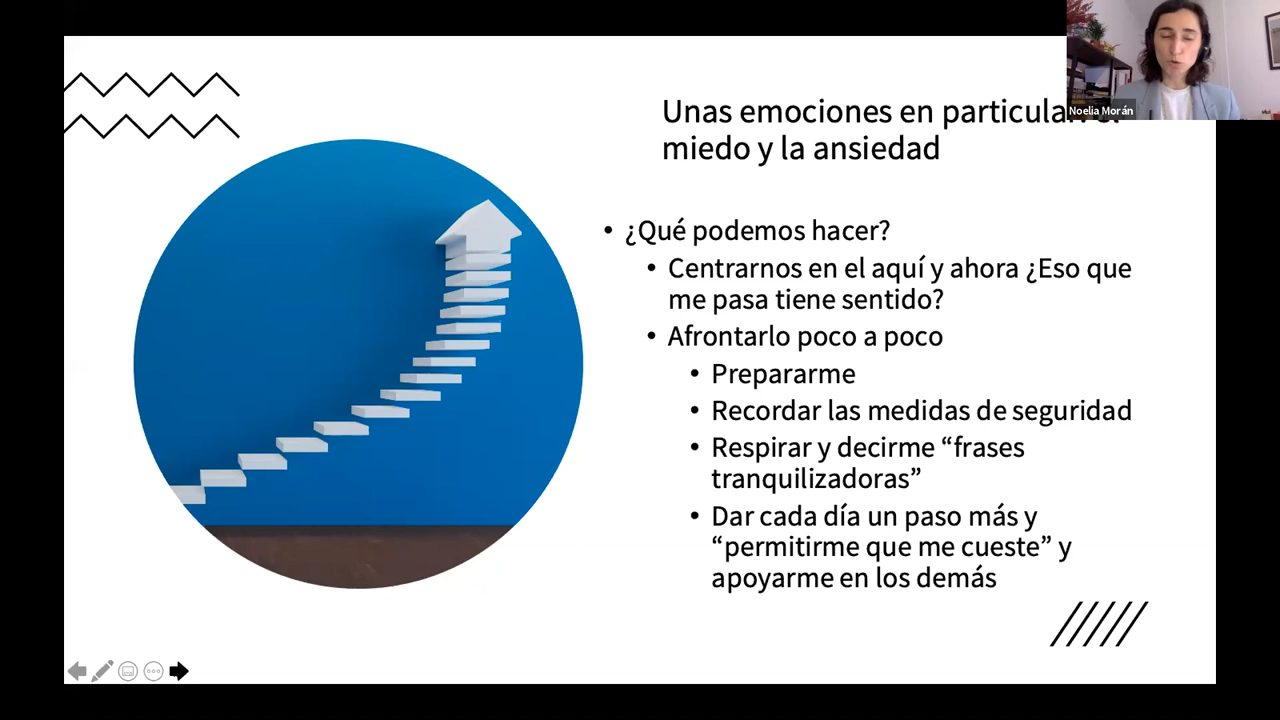 Unas emociones en particular:
miedo y la ansiedad
Noelia Morán
• ¿Qué podemos hacer?
• Centrarnos en el aquí y ahora ¿Eso que
me pasa tiene sentido?
• Afrontarlo poco a poco
• Prepararme
• Recordar las medidas de seguridad
• Respirar y decirme “frases
tranquilizadoras”
• Dar cada día un paso más y
“permitirme que me cueste” y
apoyarme en los demás